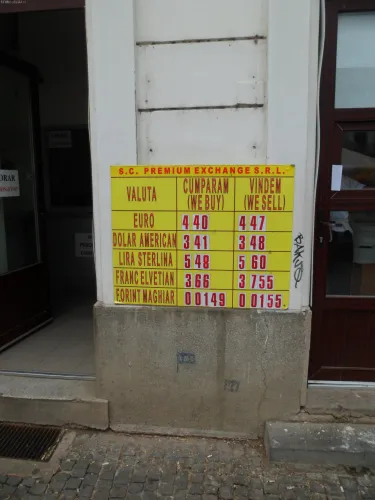 S.C. PREMIUM EXCHANGE S.R.L.
VALUTA CUMPARAM (WE BUY) VINDEM (WE SELL)
EURO 4 40 4 47
DOLAR AMERICAN 3 41 3 48
LIRA STERLINA 5 48 5 60
FRANC ELVETIAN 3 66 3 755
FORINT MAGHIAR 0 0149 0 0155